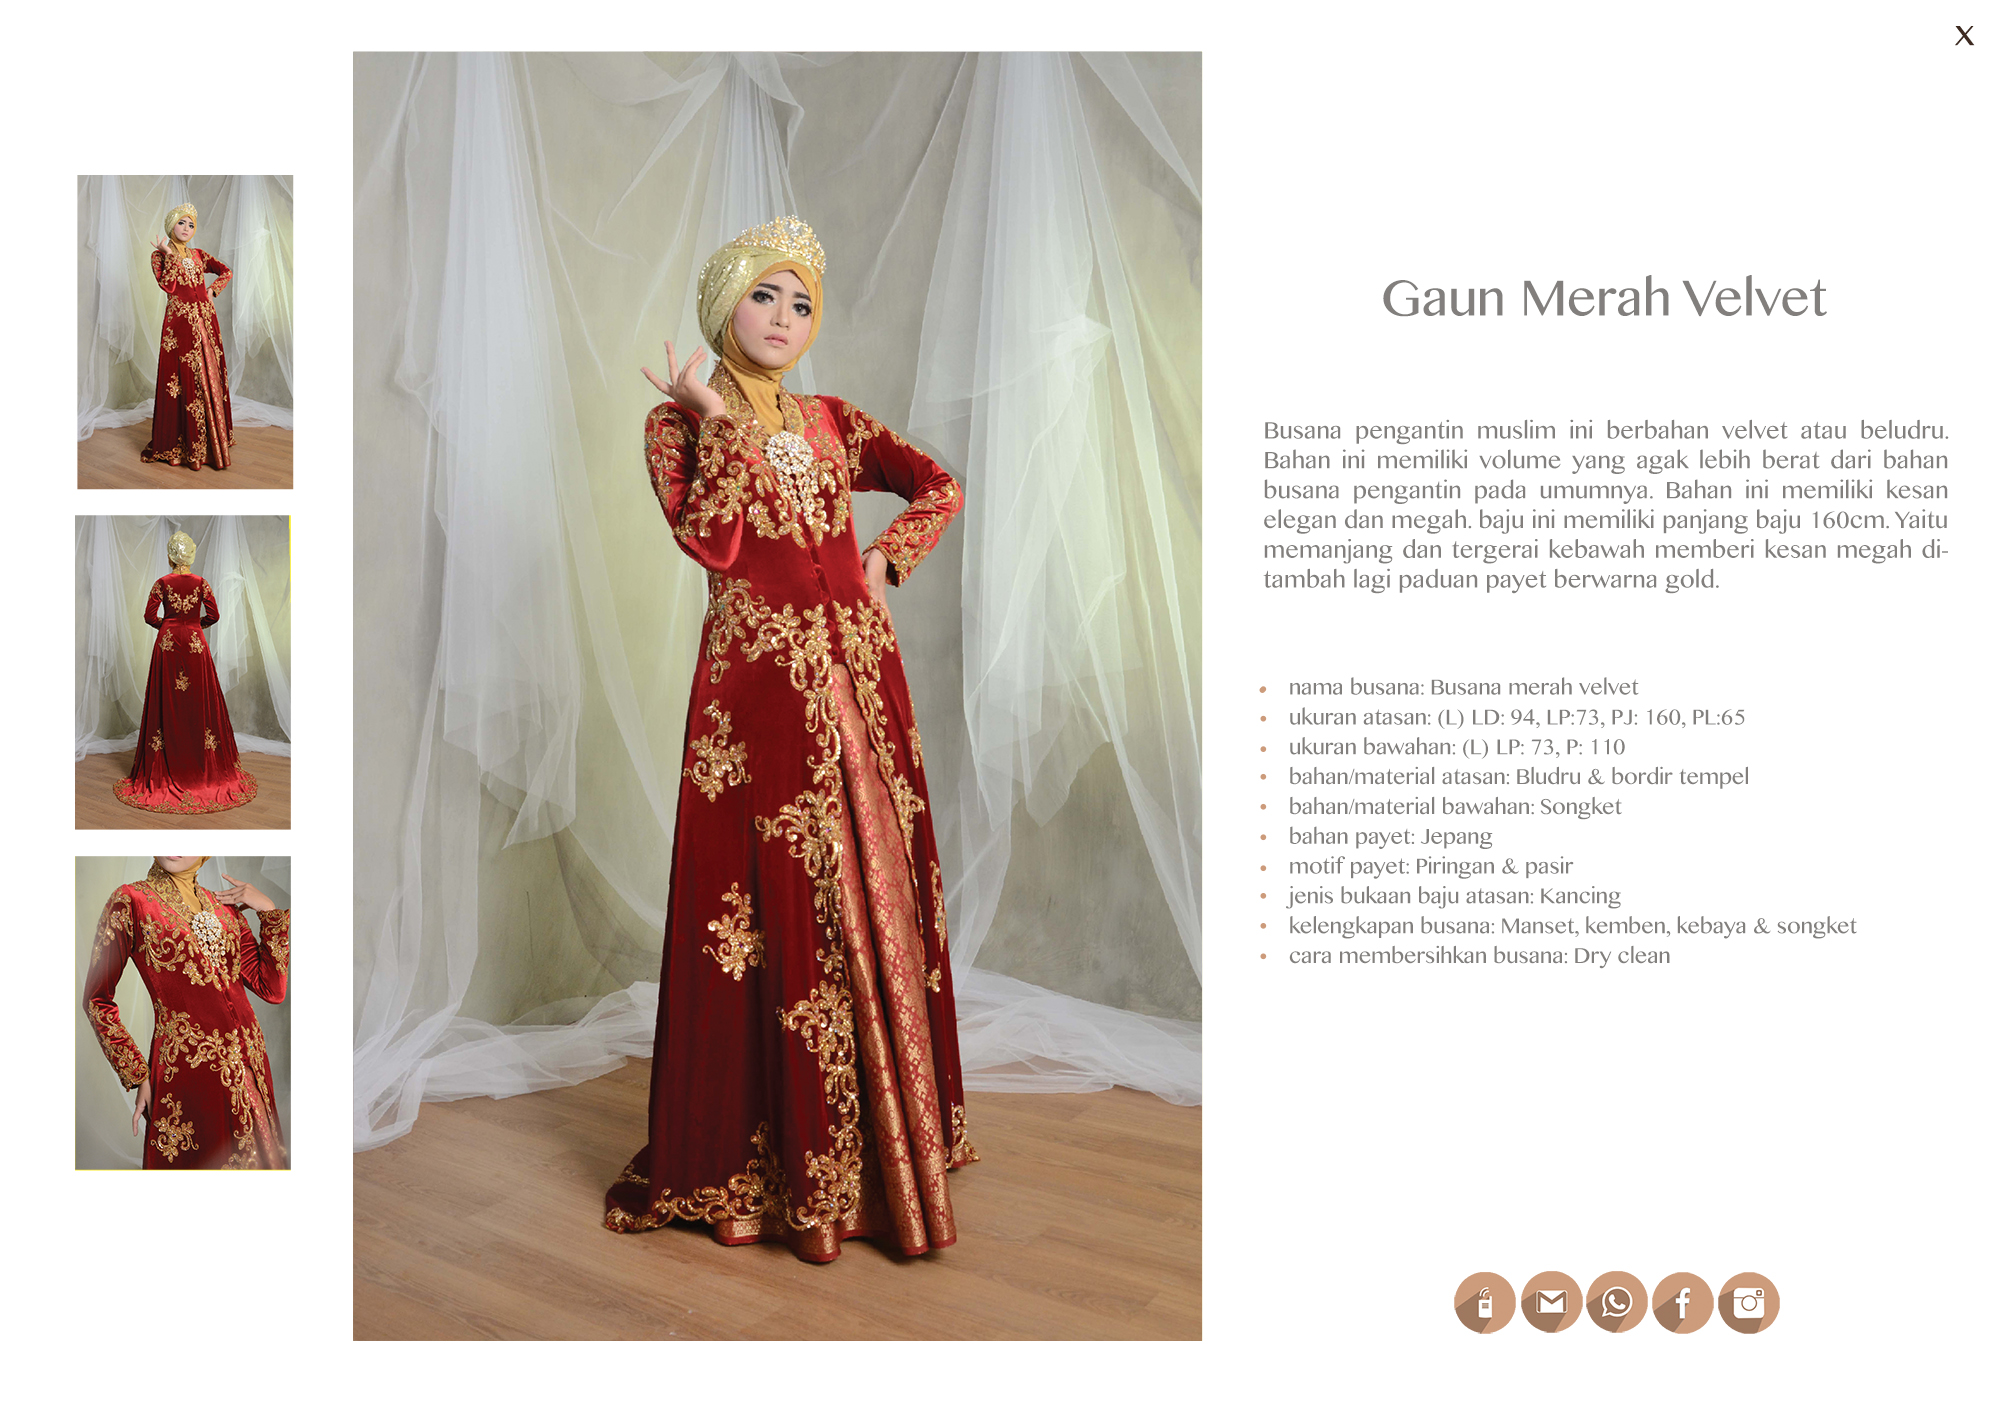 X
Gaun Merah Velvet
Busana pengantin muslim ini berbahan velvet atau beludru.
Bahan ini memiliki volume yang agak lebih berat dari bahan
busana pengantin pada umumnya. Bahan ini memiliki kesan
elegan dan megah. baju ini memiliki panjang baju 160cm. Yaitu
memanjang dan tergerai kebawah memberi kesan megah di-
tambah lagi paduan payet berwarna gold.
• nama busana: Busana merah velvet
• ukuran atasan: (L) LD: 94, LP:73, PJ: 160, PL:65
• ukuran bawahan: (L) LP: 73, P: 110
• bahan/material atasan: Bludru & bordir tempel
• bahan/material bawahan: Songket
• bahan payet: Jepang
• motif payet: Piringan & pasir
• jenis bukaan baju atasan: Kancing
• kelengkapan busana: Manset, kemben, kebaya & songket
• cara membersihkan busana: Dry clean